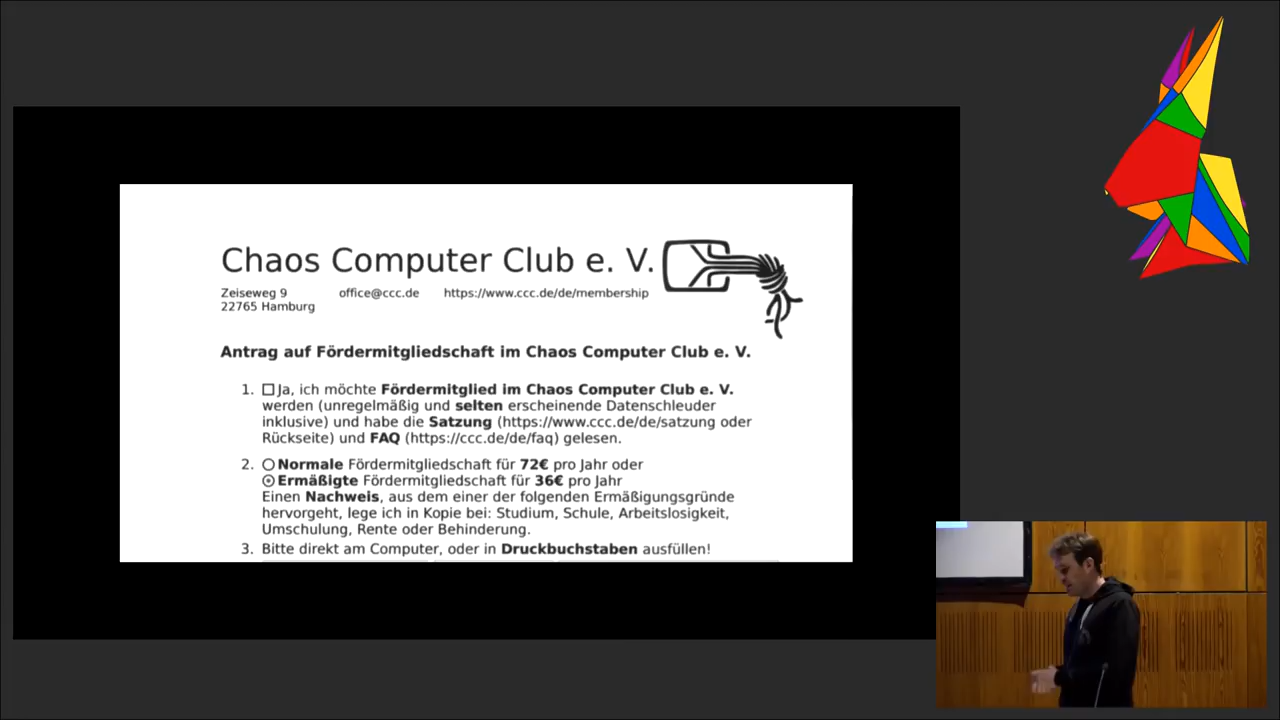 Chaos Computer Club e. V.
Zeiseweg 9 office@ccc.de https://www.ccc.de/de/membership
22765 Hamburg
Antrag auf Fördermitgliedschaft im Chaos Computer Club e. V.
1. Ja, ich möchte Fördermitglied im Chaos Computer Club e. V.
werden (unregelmäßig und selten erscheinende Datenschleuder
inklusive) und habe die Satzung (https://www.ccc.de/de/satzung oder
Rückseite) und FAQ (https://ccc.de/de/faq) gelesen.
2. Normale Fördermitgliedschaft für 72€ pro Jahr oder
Ermäßigte Fördermitgliedschaft für 36€ pro Jahr
Einen Nachweis, aus dem einer der folgenden Ermäßigungsgründe
hervorgeht, lege ich in Kopie bei: Studium, Schule, Arbeitslosigkeit,
Umschulung, Rente oder Behinderung.
3. Bitte direkt am Computer, oder in Druckbuchstaben ausfüllen!